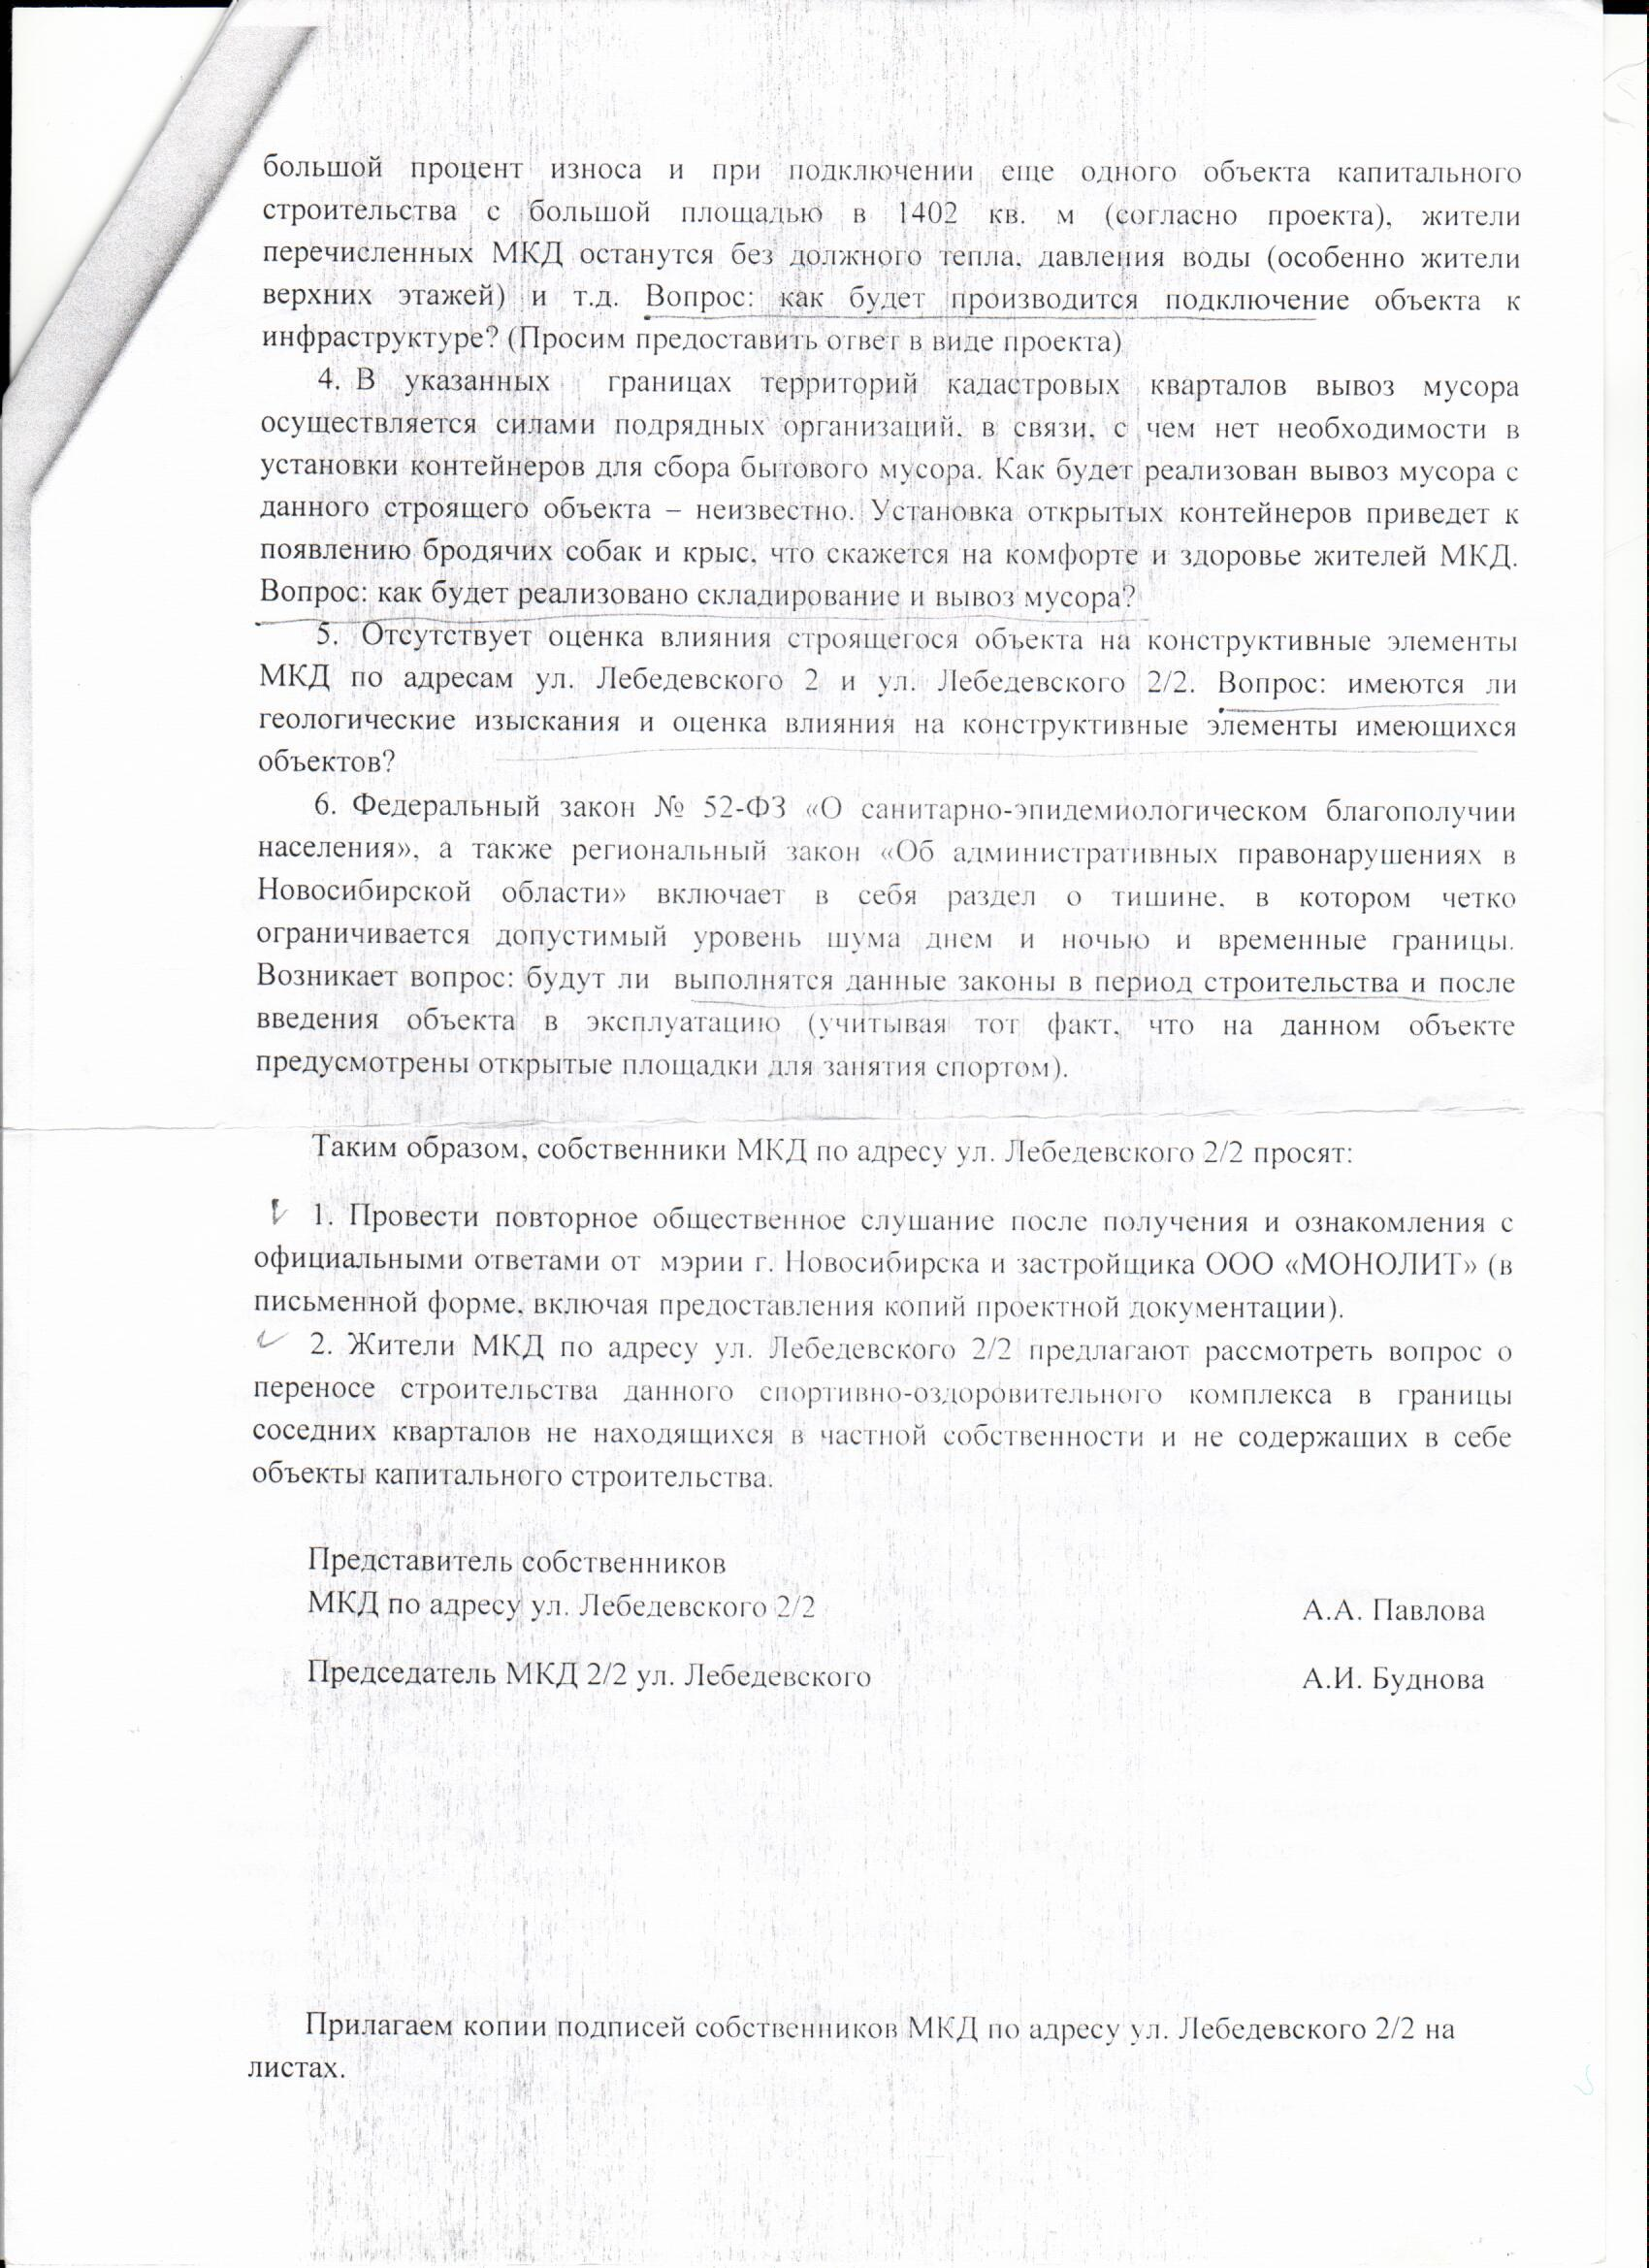 большой процент износа и при подключении еще одного объекта капитального
строительства с большой площадью в 1402 кв. м (согласно проекта), жители
перечисленных МКД останутся без должного тепла, давления воды (особенно жители
верхних этажей) и т.д. Вопрос: как будет производится подключение объекта к
инфраструктуре? (Просим предоставить ответ в виде проекта)
4. В указанных границах территорий кадастровых кварталов вывоз мусора
осуществляется силами подрядных организаций, в связи, с чем нет необходимости в
установки контейнеров для сбора бытового мусора. Как будет реализован вывоз мусора с
данного строящего объекта – неизвестно. Установка открытых контейнеров приведет к
появлению бродячих собак и крыс, что скажется на комфорте и здоровье жителей МКД.
Вопрос: как будет реализовано складирование и вывоз мусора?
5. Отсутствует оценка влияния строящегося объекта на конструктивные элементы
МКД по адресам ул. Лебедевского 2 и ул. Лебедевского 2/2. Вопрос: имеются ли
геологические изыскания и оценка влияния на конструктивные элементы имеющихся
объектов?
6. Федеральный закон № 52-ФЗ «О санитарно-эпидемиологическом благополучии
населения», а также региональный закон «Об административных правонарушениях в
Новосибирской области» включает в себя раздел о тишине, в котором четко
ограничивается допустимый уровень шума днем и ночью и временные границы.
Возникает вопрос: будут ли выполнятся данные законы в период строительства и после
введения объекта в эксплуатацию (учитывая тот факт, что на данном объекте
предусмотрены открытые площадки для занятия спортом).
Таким образом, собственники МКД по адресу ул. Лебедевского 2/2 просят:
1. Провести повторное общественное слушание после получения и ознакомления с
официальными ответами от мэрии г. Новосибирска и застройщика ООО «МОНОЛИТ» (в
письменной форме, включая предоставления копий проектной документации).
2. Жители МКД по адресу ул. Лебедевского 2/2 предлагают рассмотреть вопрос о
переносе строительства данного спортивно-оздоровительного комплекса в границы
соседних кварталов не находящихся в частной собственности и не содержащих в себе
объекты капитального строительства.
Представитель собственников
МКД по адресу ул. Лебедевского 2/2 А.А. Павлова
Председатель МКД 2/2 ул. Лебедевского А.И. Буднова
Прилагаем копии подписей собственников МКД по адресу ул. Лебедевского 2/2 на
листах.